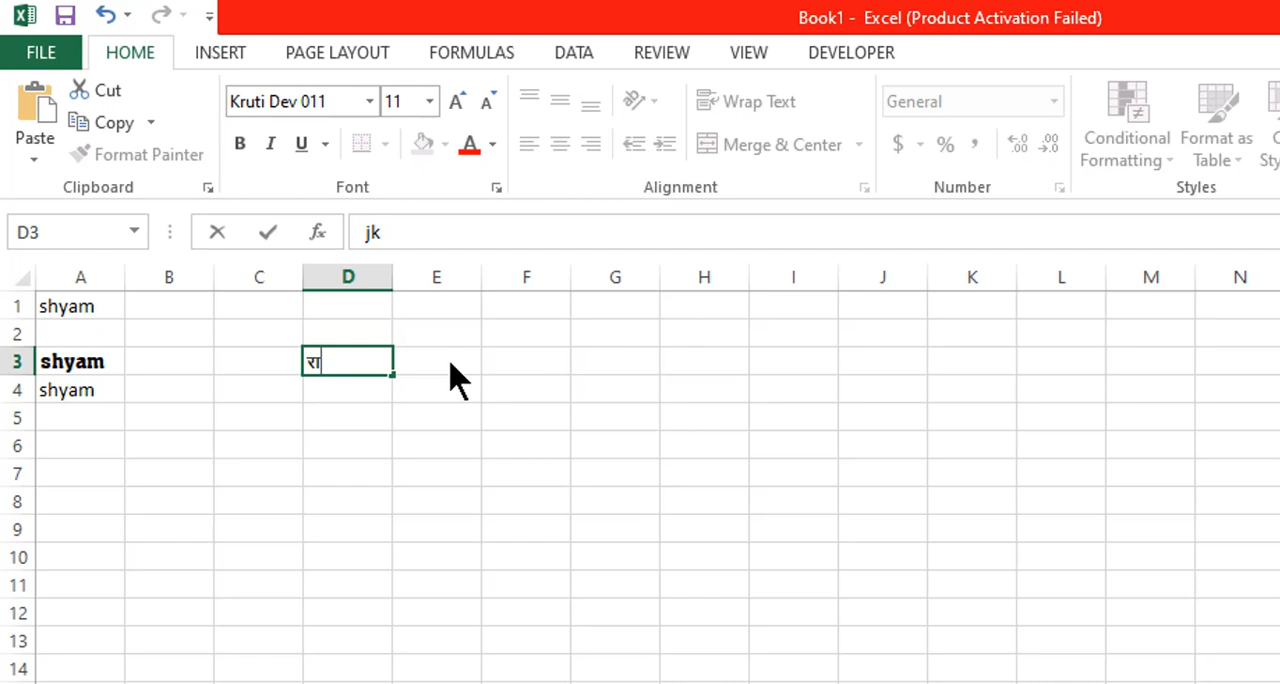 Book1 - Excel (Product Activation Failed)
FILE HOME INSERT PAGE LAYOUT FORMULAS DATA REVIEW VIEW DEVELOPER
Cut
Copy
Format Painter
Paste
Clipboard
Kruti Dev 011 11
B I U A
Font
Wrap Text
Merge & Center
Alignment
General
$ % ,
Number
Conditional Formatting
Format as Table
Styles
D3 fx jk
A B C D E F G H I J K L M N
1 shyam
2
3 shyam रा
4 shyam
5
6
7
8
9
10
11
12
13
14